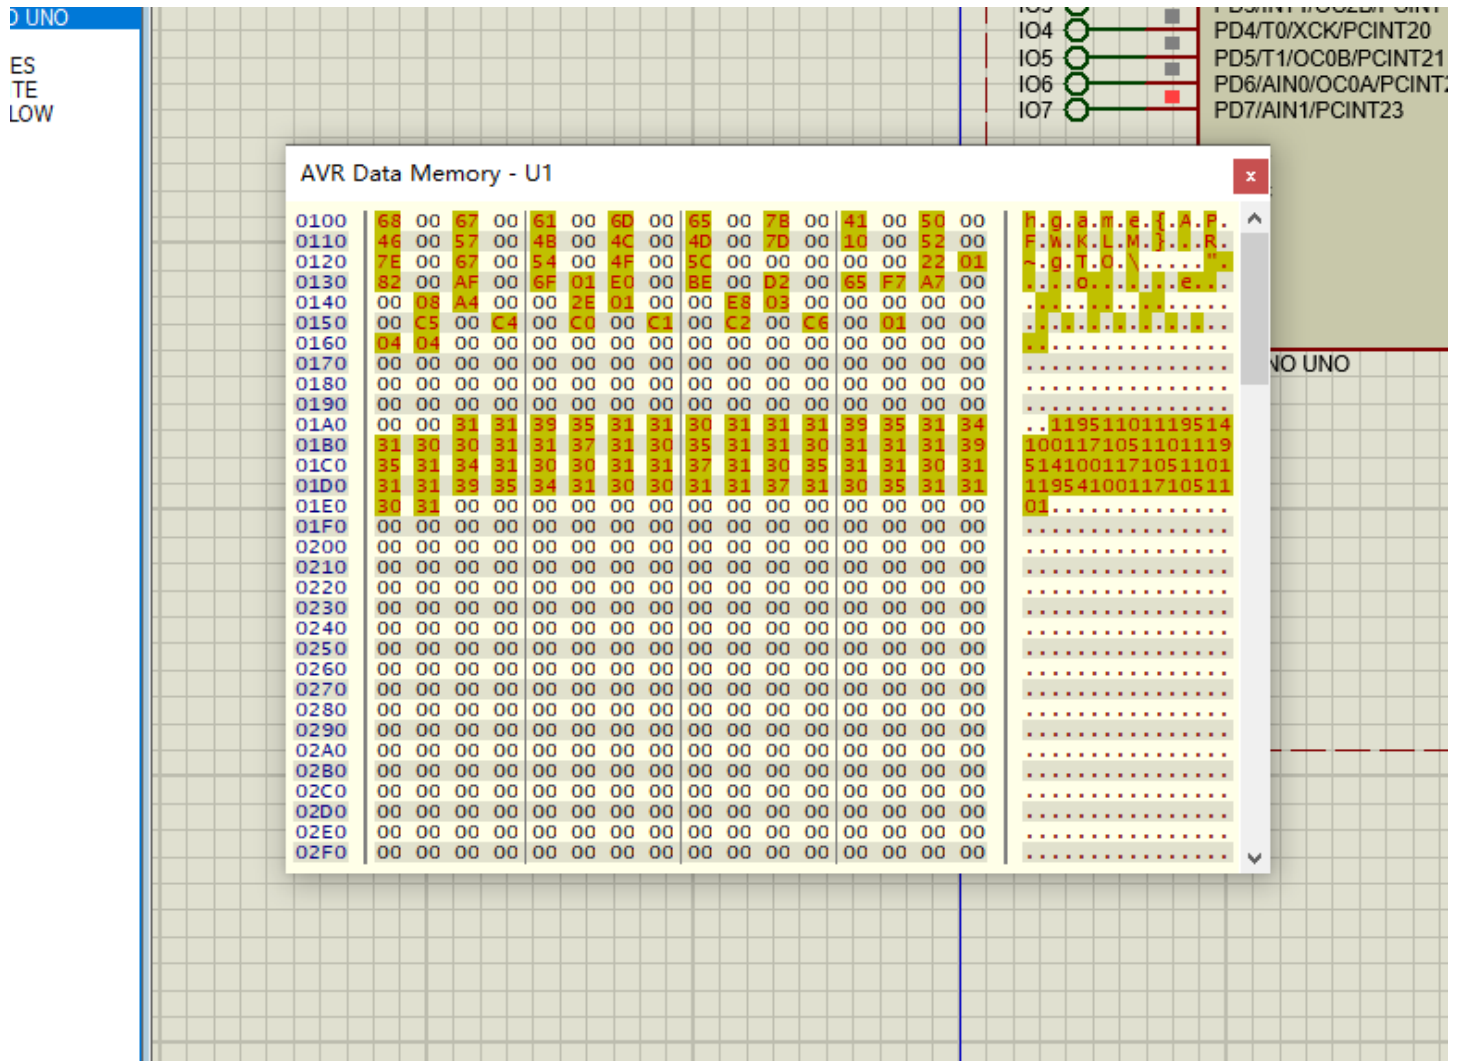 O UNO
ES
TE
LOW
IO4 PD4/T0/XCK/PCINT20
IO5 PD5/T1/OC0B/PCINT21
IO6 PD6/AIN0/OC0A/PCINT2
IO7 PD7/AIN1/PCINT23
AVR Data Memory - U1
x
0100 68 00 67 00 61 00 6D 00 65 00 7B 00 41 00 50 00 h.g.a.m.e.{.A.P.
0110 46 00 57 00 4B 00 4C 00 4D 00 7D 00 10 00 52 00 F.W.K.L.M.}...R.
0120 7E 00 67 00 54 00 4F 00 5C 00 00 00 00 00 22 01 ~.g.T.O.\.....".
0130 82 00 AF 00 6F 01 E0 00 BE 00 D2 00 65 F7 A7 00 ....o.......e...
0140 00 08 A4 00 00 2E 01 00 00 E8 03 00 00 00 00 00 ................
0150 00 C5 00 C4 00 C0 00 C1 00 C2 00 C6 00 01 00 00 ................
0160 04 04 00 00 00 00 00 00 00 00 00 00 00 00 00 00 ................
0170 00 00 00 00 00 00 00 00 00 00 00 00 00 00 00 00 ................
0180 00 00 00 00 00 00 00 00 00 00 00 00 00 00 00 00 ................
0190 00 00 00 00 00 00 00 00 00 00 00 00 00 00 00 00 ................
01A0 00 00 31 31 39 35 31 31 30 31 31 31 39 35 31 34 ..11951101119514
01B0 31 30 30 31 31 37 31 30 35 31 31 30 31 31 31 39 1001171051101119
01C0 35 31 34 31 30 30 31 31 37 31 30 35 31 31 30 31 5141001171051101
01D0 31 31 39 35 34 31 30 30 31 31 37 31 30 35 31 31 1195410011710511
01E0 30 31 00 00 00 00 00 00 00 00 00 00 00 00 00 00 01..............
01F0 00 00 00 00 00 00 00 00 00 00 00 00 00 00 00 00 ................
0200 00 00 00 00 00 00 00 00 00 00 00 00 00 00 00 00 ................
0210 00 00 00 00 00 00 00 00 00 00 00 00 00 00 00 00 ................
0220 00 00 00 00 00 00 00 00 00 00 00 00 00 00 00 00 ................
0230 00 00 00 00 00 00 00 00 00 00 00 00 00 00 00 00 ................
0240 00 00 00 00 00 00 00 00 00 00 00 00 00 00 00 00 ................
0250 00 00 00 00 00 00 00 00 00 00 00 00 00 00 00 00 ................
0260 00 00 00 00 00 00 00 00 00 00 00 00 00 00 00 00 ................
0270 00 00 00 00 00 00 00 00 00 00 00 00 00 00 00 00 ................
0280 00 00 00 00 00 00 00 00 00 00 00 00 00 00 00 00 ................
0290 00 00 00 00 00 00 00 00 00 00 00 00 00 00 00 00 ................
02A0 00 00 00 00 00 00 00 00 00 00 00 00 00 00 00 00 ................
02B0 00 00 00 00 00 00 00 00 00 00 00 00 00 00 00 00 ................
02C0 00 00 00 00 00 00 00 00 00 00 00 00 00 00 00 00 ................
02D0 00 00 00 00 00 00 00 00 00 00 00 00 00 00 00 00 ................
02E0 00 00 00 00 00 00 00 00 00 00 00 00 00 00 00 00 ................
02F0 00 00 00 00 00 00 00 00 00 00 00 00 00 00 00 00 ................
NO UNO